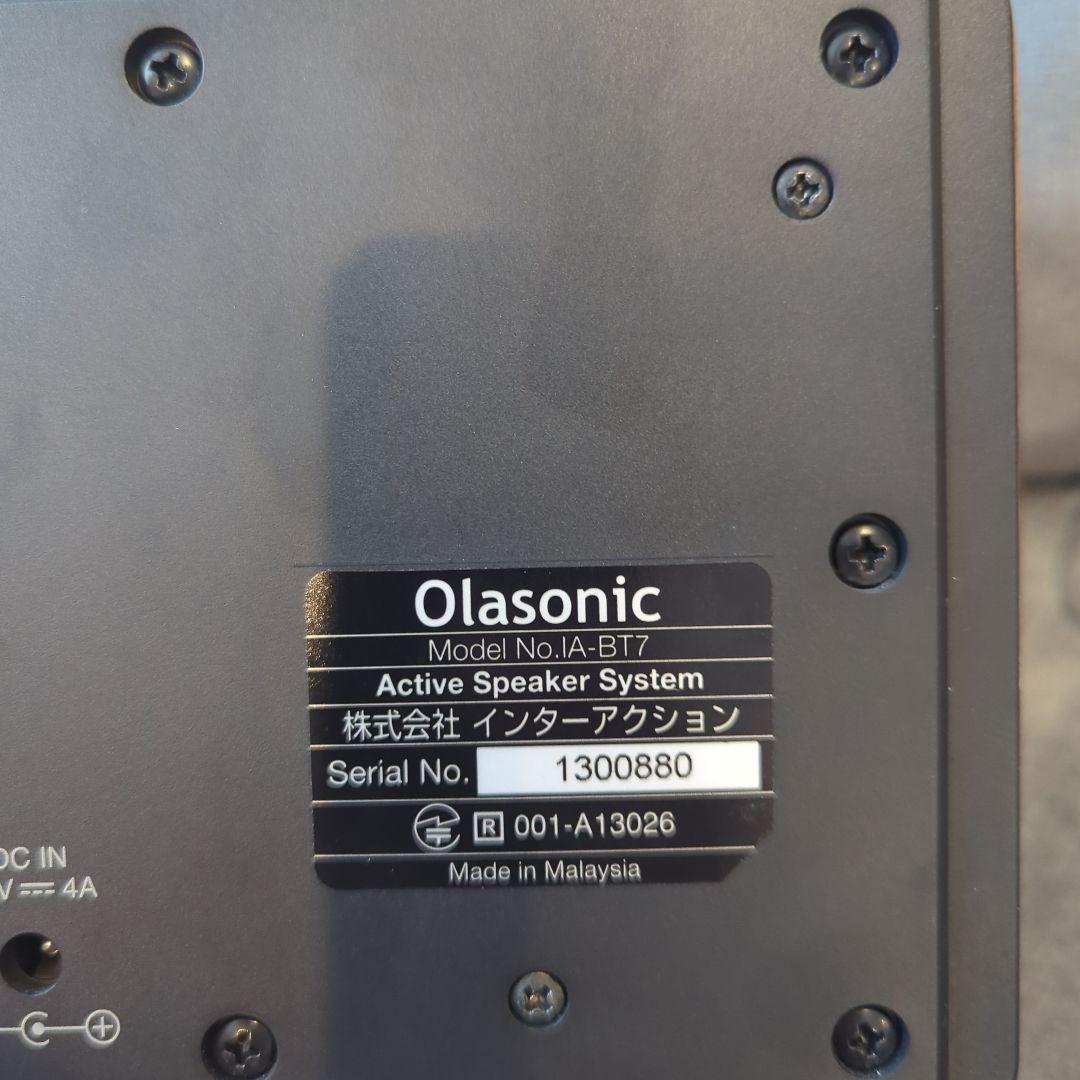 Olasonic
Model No.IA-BT7
Active Speaker System
株式会社 インターアクション
Serial No. 1300880
R 001-A13026
Made in Malaysia
DC IN
V 4A